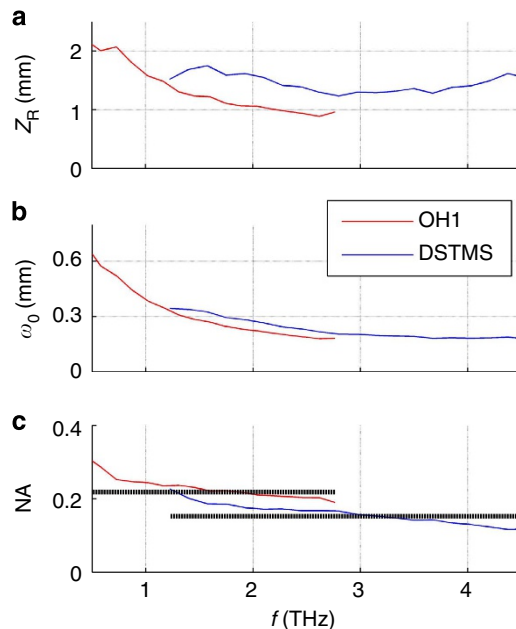 a
2
1
0
Z_R (mm)
b
0.6
0.3
0
ω_0 (mm)
OH1
DSTMS
c
0.4
0.2
0
NA
1 2 3 4
f (THz)